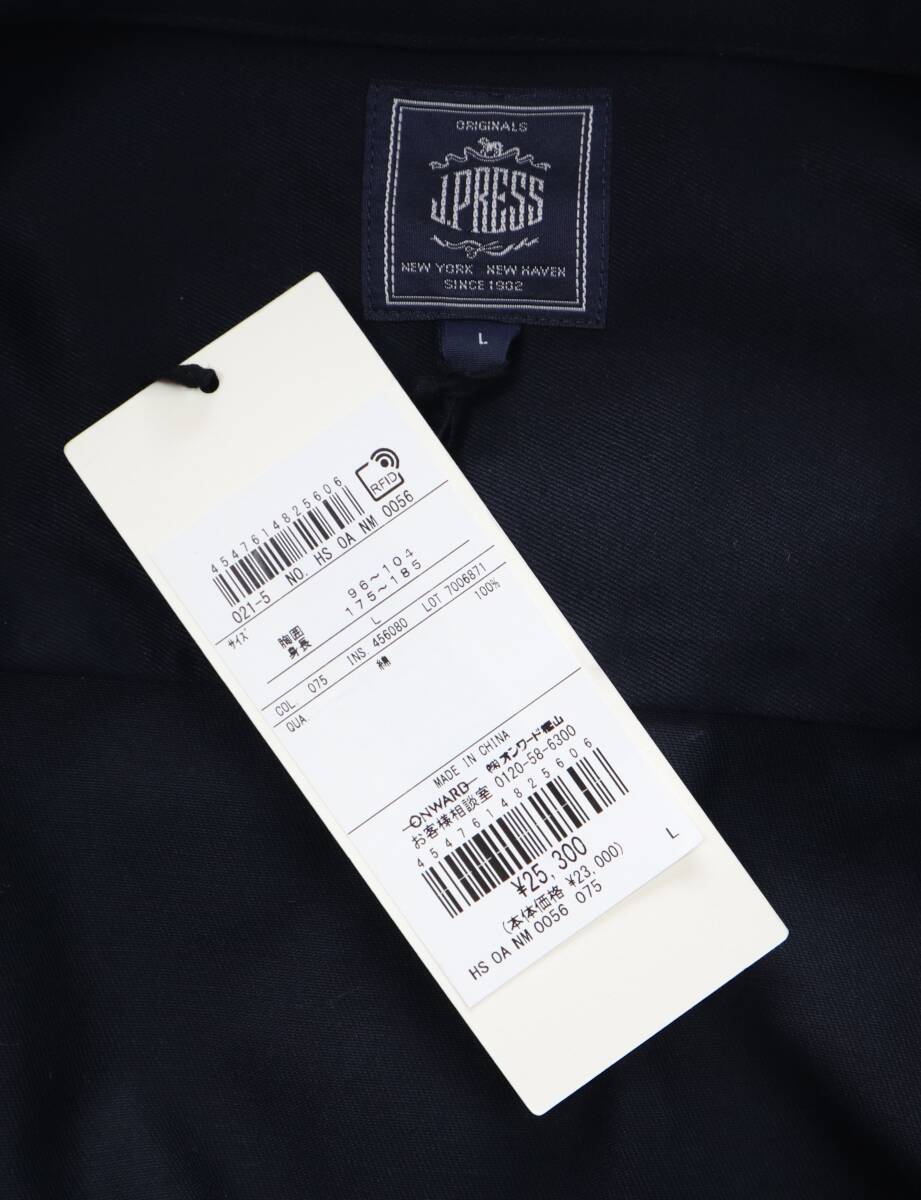 ORIGINALS
J.PRESS
NEW YORK NEW HAVEN
SINCE 1902
L
4547614825606
RFID
021-5 NO. HS OA NM 0056
サイズ 胸囲 96~104
身長 175~185
L
COL 075 INS. 456080 LOT 7006871
QUA. 綿 100%
MADE IN CHINA
ONWARD ㈱オンワード樫山
お客様相談室 0120-58-6300
4547614825606
¥25,300
(本体価格 ¥23,000)
HS OA NM 0056 075
L